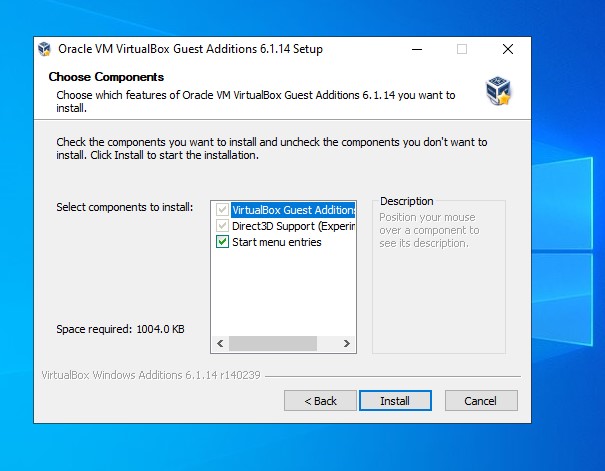 Oracle VM VirtualBox Guest Additions 6.1.14 Setup
Choose Components
Choose which features of Oracle VM VirtualBox Guest Additions 6.1.14 you want to
install.
Check the components you want to install and uncheck the components you don't want to
install. Click Install to start the installation.
Select components to install:
VirtualBox Guest Additions
Direct3D Support (Experim
Start menu entries
Description
Position your mouse
over a component to
see its description.
Space required: 1004.0 KB
VirtualBox Windows Additions 6.1.14 r140239
< Back
Install
Cancel